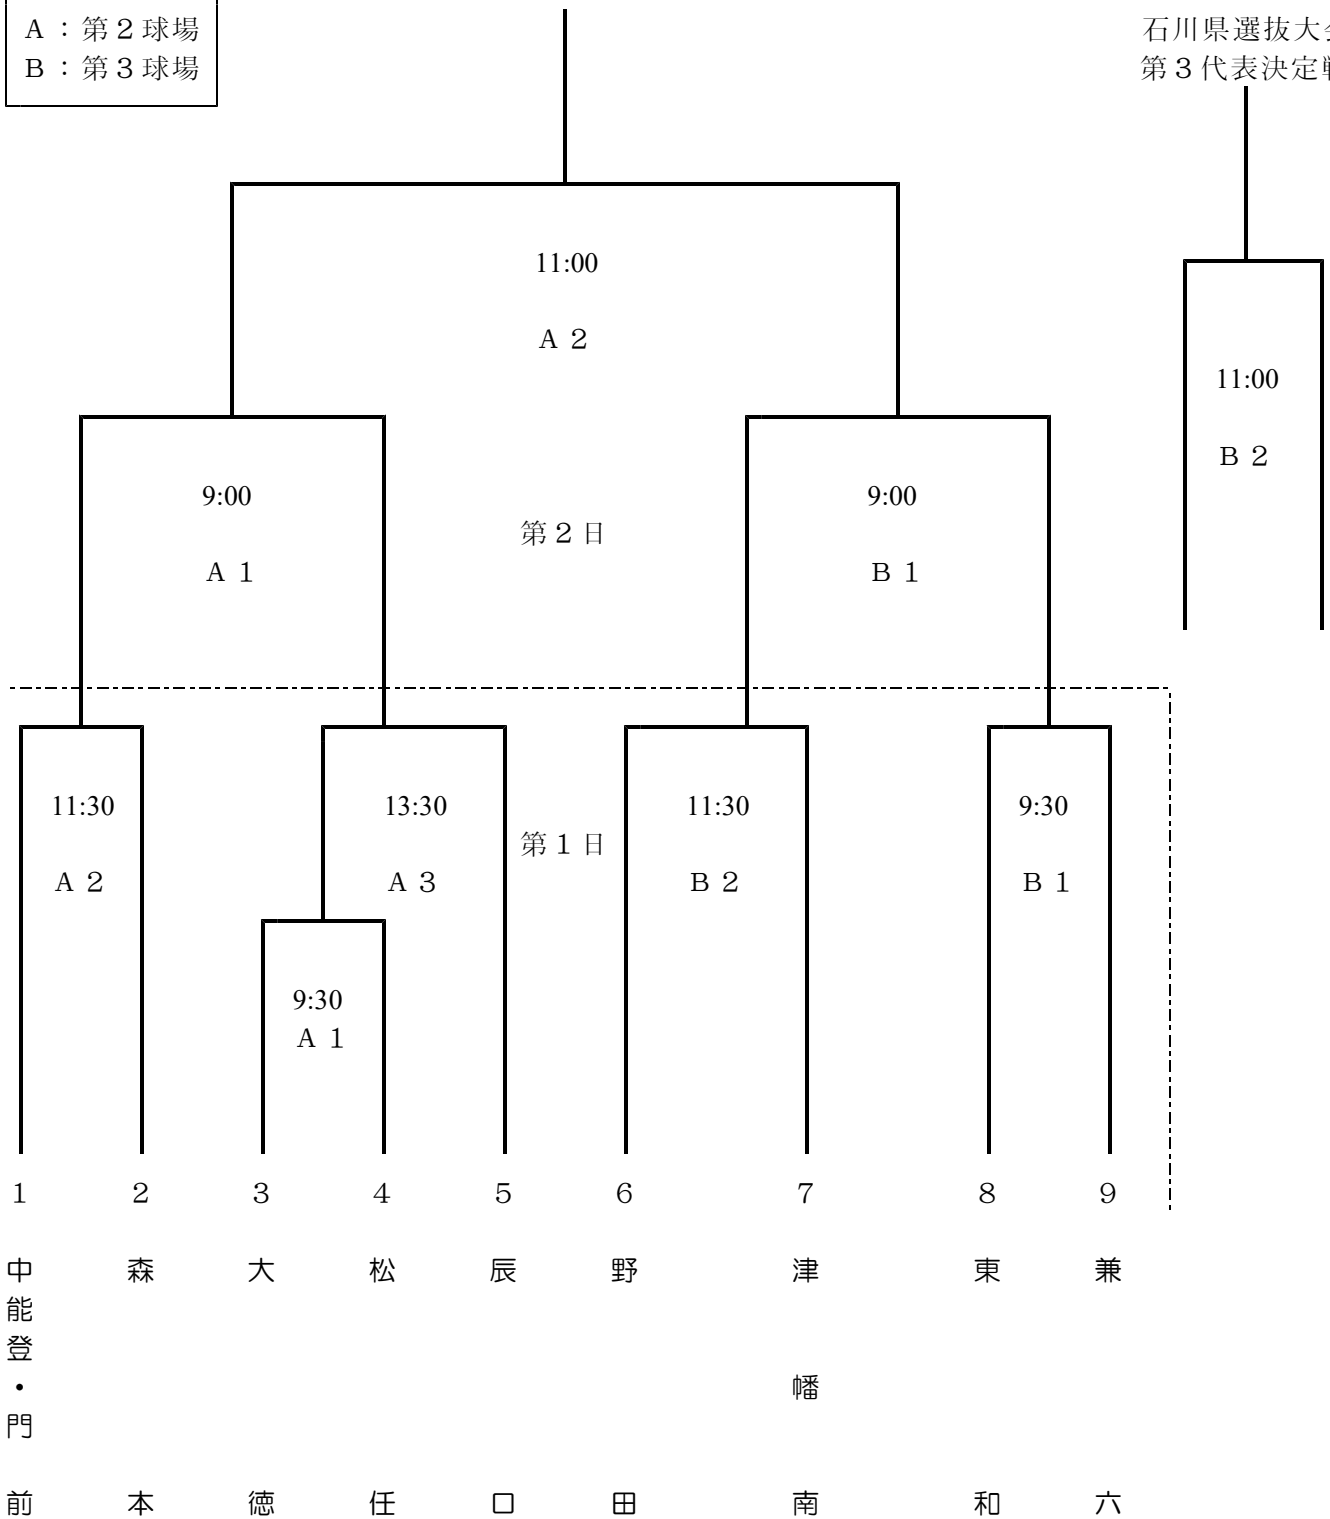 A：第２球場
B：第３球場
石川県選抜大
第３代表決定
11:00
A ２
11:00
B ２
9:00
A １
第２日
9:00
B １
11:30
A ２
13:30
A ３
第１日
11:30
B ２
9:30
B １
9:30
A １
1 2 3 4 5 6 7 8 9
中能登・門前
森本
大徳
松任
辰口
野田
津幡南
東和
兼六